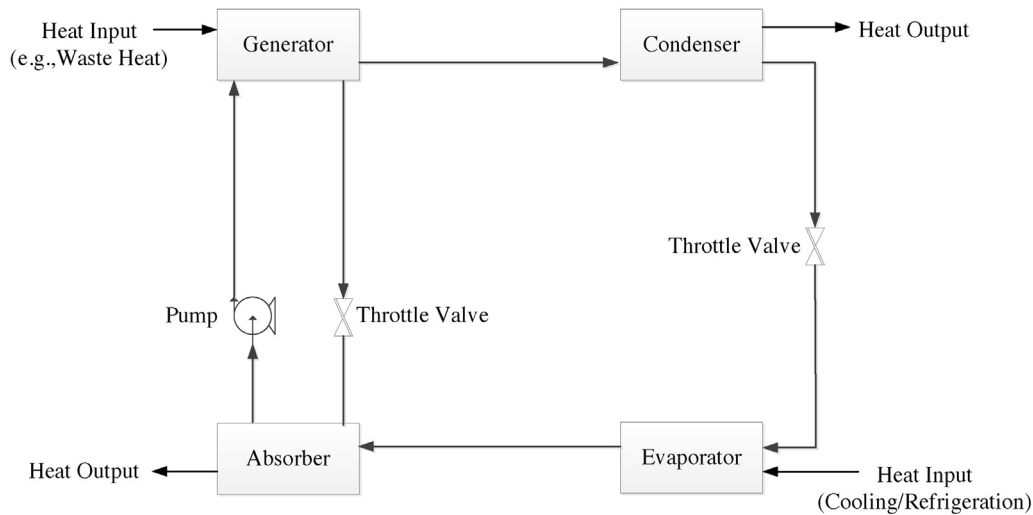 Heat Input
(e.g.,Waste Heat)
Generator
Condenser
Heat Output
Throttle Valve
Pump
Throttle Valve
Absorber
Evaporator
Heat Output
Heat Input
(Cooling/Refrigeration)